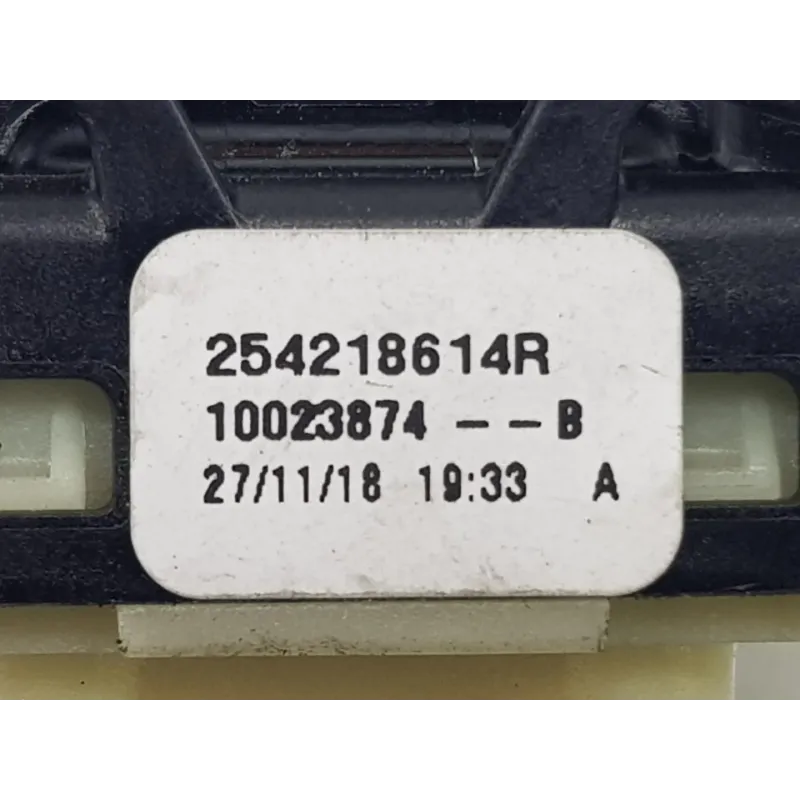 254218614R
10023874 -- B
27/11/18 19:33 A